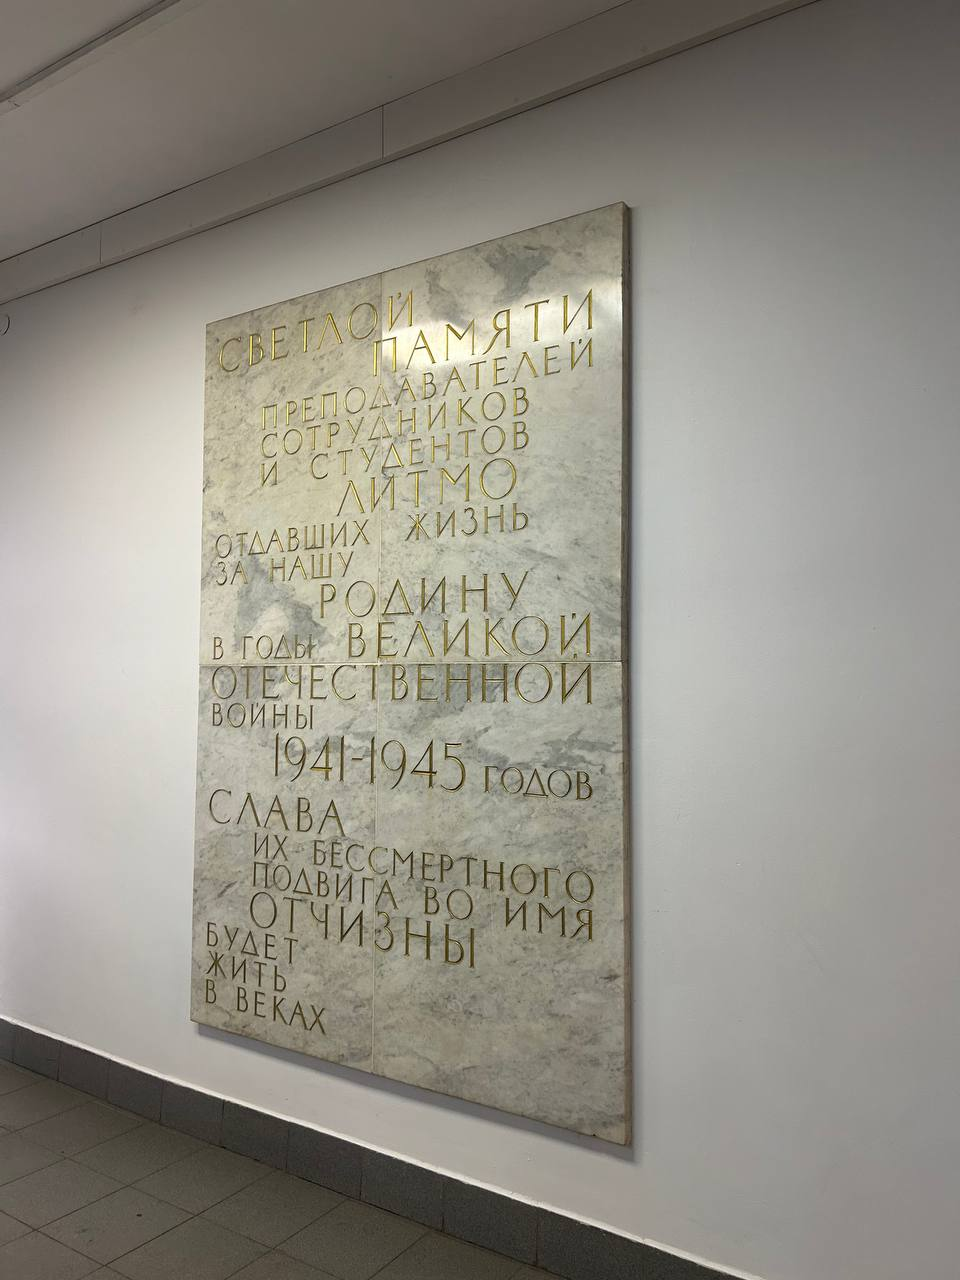 СВЕТЛОЙ
ПАМЯТИ
ПРЕПОДАВАТЕЛЕЙ
СОТРУДНИКОВ
И СТУДЕНТОВ
ЛИТМО
ОТДАВШИХ ЖИЗНЬ
ЗА НАШУ
РОДИНУ
В ГОДЫ ВЕЛИКОЙ
ОТЕЧЕСТВЕННОЙ
ВОЙНЫ
1941-1945 ГОДОВ
СЛАВА
ИХ БЕССМЕРТНОГО
ПОДВИГА ВО ИМЯ
ОТЧИЗНЫ
БУДЕТ
ЖИТЬ
В ВЕКАХ